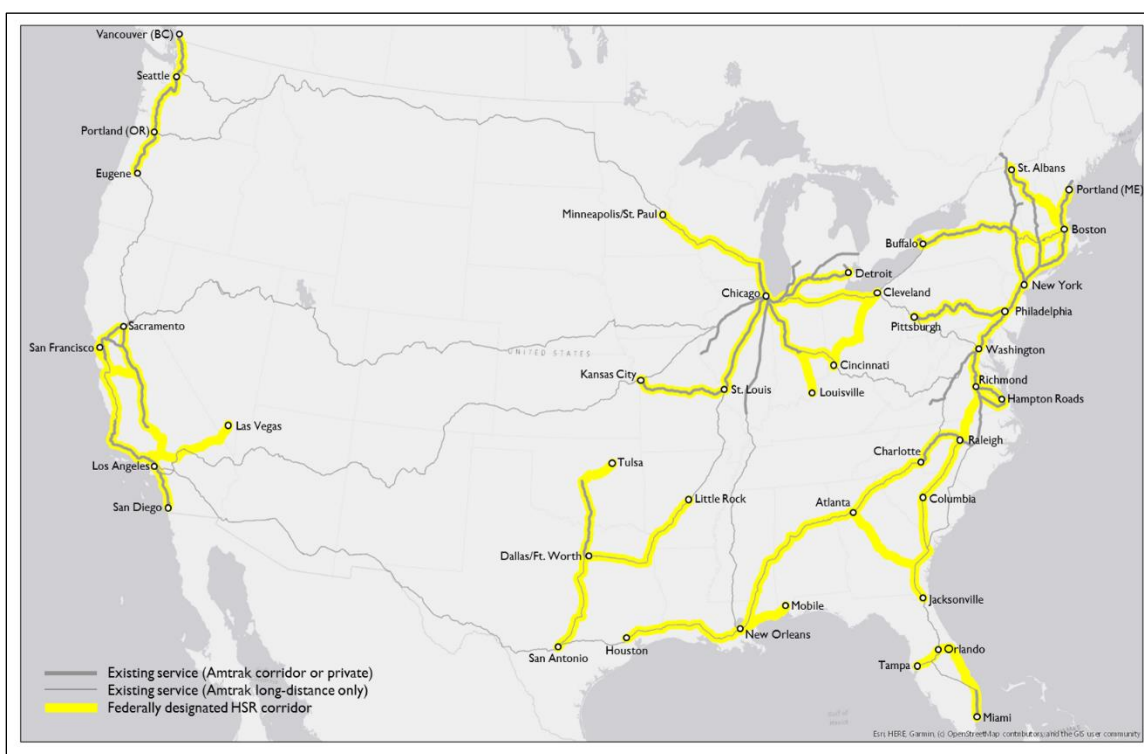 Vancouver (BC)
Seattle
Portland (OR)
Eugene
St. Albans
Portland (ME)
Minneapolis/St. Paul
Boston
Buffalo
Detroit
New York
Chicago
Cleveland
Philadelphia
Pittsburgh
Sacramento
San Francisco
UNITED STATES
Washington
Cincinnati
Kansas City
Richmond
St. Louis
Louisville
Hampton Roads
Las Vegas
Raleigh
Charlotte
Los Angeles
Tulsa
Little Rock
Columbia
San Diego
Atlanta
Dallas/Ft. Worth
Jacksonville
Mobile
New Orleans
Houston
San Antonio
Orlando
Tampa
Miami
Existing service (Amtrak corridor or private)
Existing service (Amtrak long-distance only)
Federally designated HSR corridor
Esri, HERE, Garmin, (c) OpenStreetMap contributors, and the GIS user community